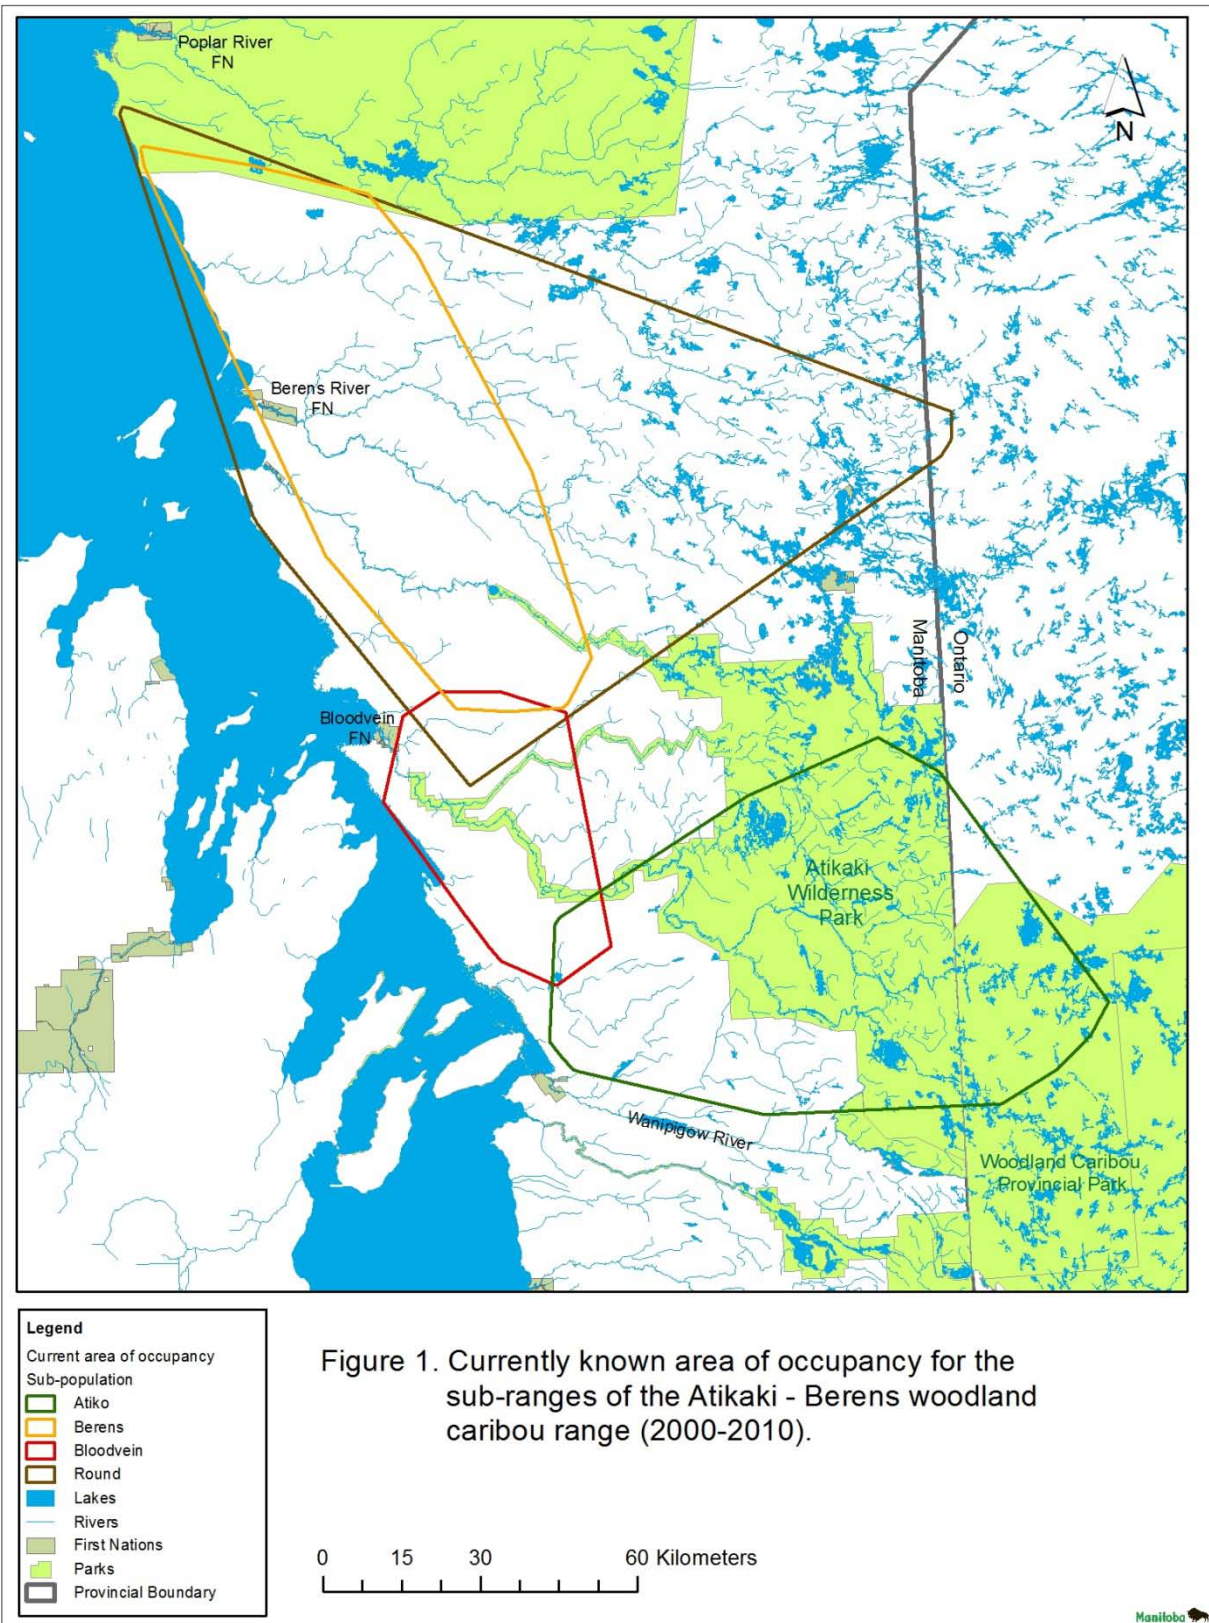 Poplar River
FN
N
Berens River
FN
Manitoba
Ontario
Bloodvein
FN
Atikaki
Wilderness
Park
Wanipigow River
Woodland Caribou
Provincial Park
Legend
Current area of occupancy
Sub-population
Atiko
Berens
Bloodvein
Round
Lakes
Rivers
First Nations
Parks
Provincial Boundary
Figure 1. Currently known area of occupancy for the
sub-ranges of the Atikaki - Berens woodland
caribou range (2000-2010).
0 15 30 60 Kilometers
Manitoba